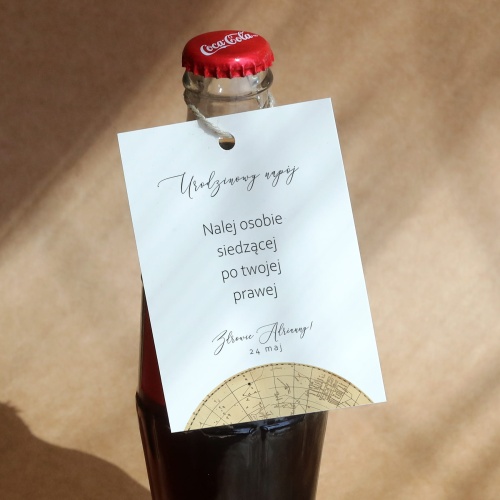 Coca-Cola
Urodzinowy napój
Nalej osobie
siedzącej
po twojej
prawej
Zdrowie Adrianny!
24 maj